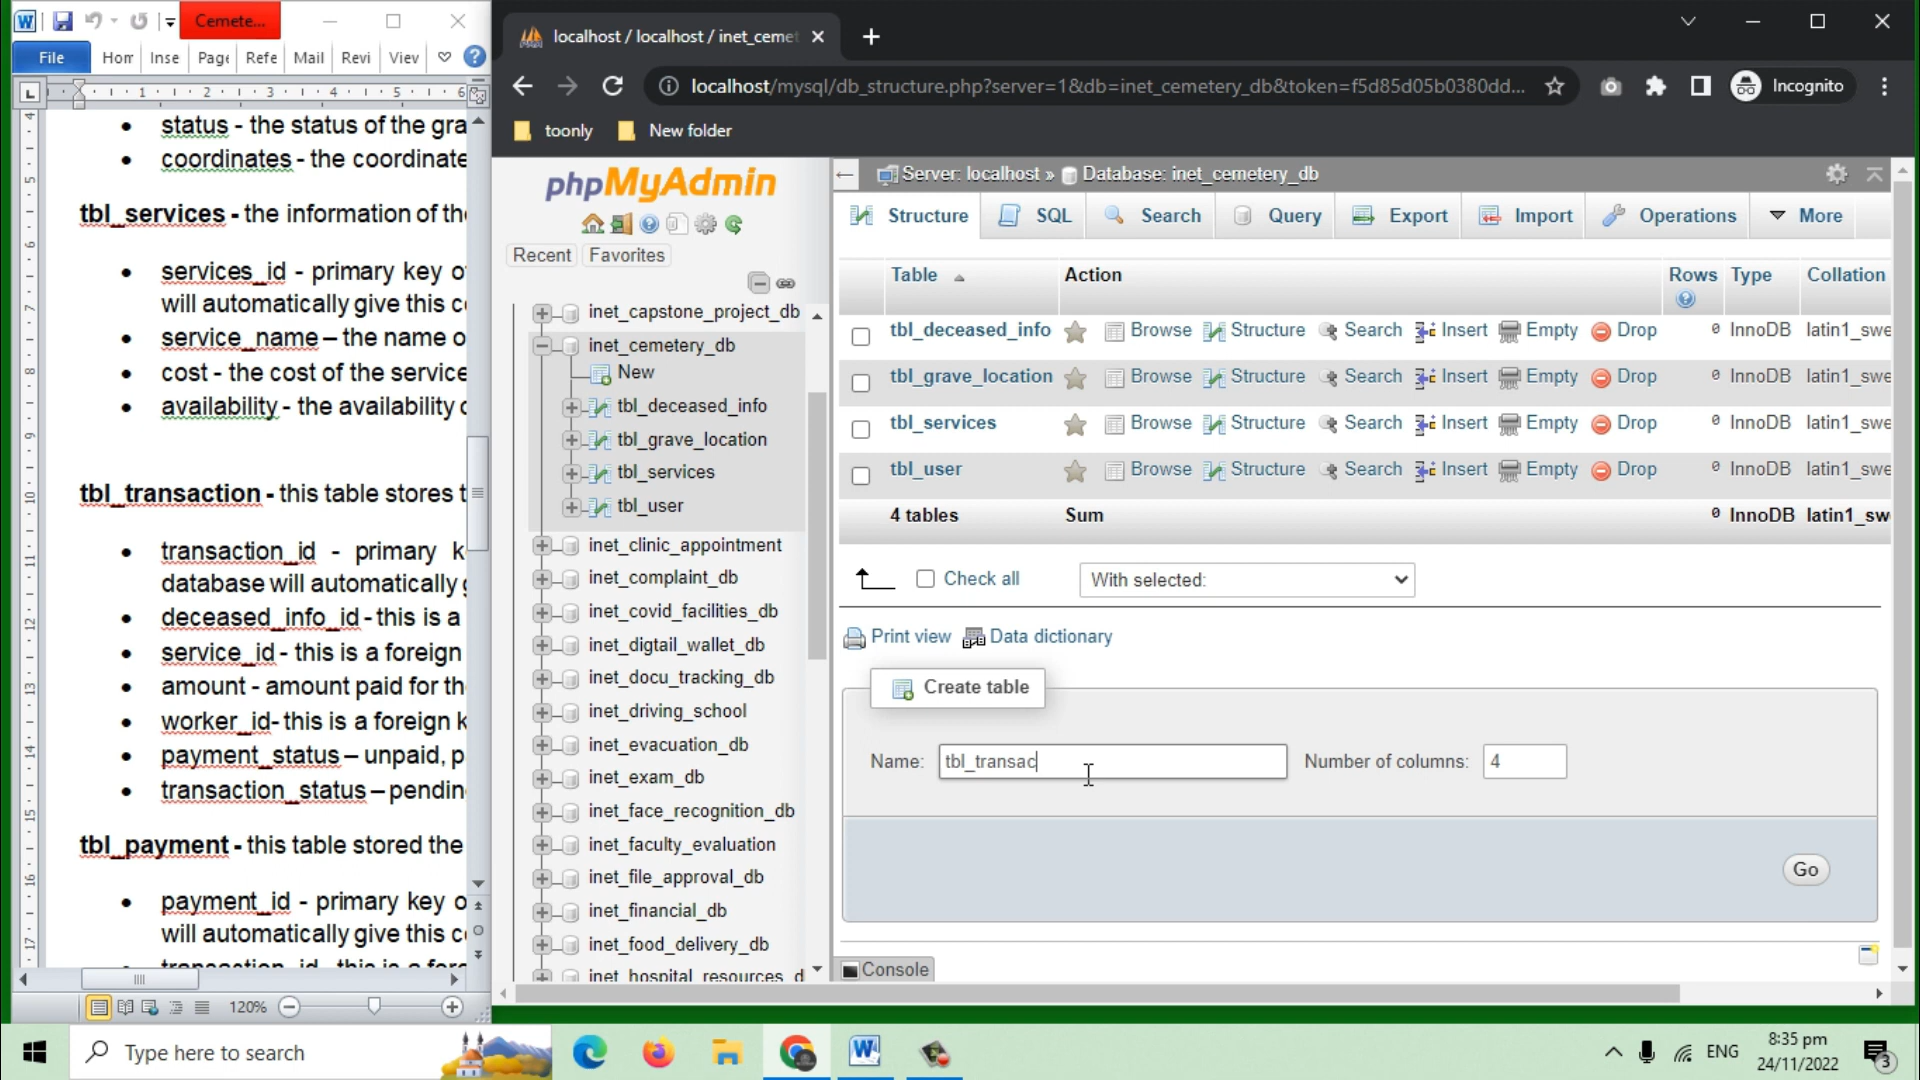 Cemete...
File
Hom
Inse
Page
Refe
Mail
Revi
View
status - the status of the gra
coordinates - the coordinate
tbl_services - the information of the
services_id - primary key o
will automatically give this c
service_name – the name o
cost - the cost of the service
availability - the availability o
tbl_transaction - this table stores t
transaction_id - primary k
database will automatically g
deceased_info_id - this is a
service_id - this is a foreign
amount - amount paid for th
worker_id- this is a foreign k
payment_status – unpaid, p
transaction_status – pendin
tbl_payment - this table stored the
payment_id - primary key o
will automatically give this c
transaction_id - this is a fore
120%
localhost / localhost / inet_ceme
localhost/mysql/db_structure.php?server=1&db=inet_cemetery_db&token=f5d85d05b0380dd...
Incognito
toonly
New folder
phpMyAdmin
Recent
Favorites
inet_capstone_project_db
inet_cemetery_db
New
tbl_deceased_info
tbl_grave_location
tbl_services
tbl_user
inet_clinic_appointment
inet_complaint_db
inet_covid_facilities_db
inet_digtail_wallet_db
inet_docu_tracking_db
inet_driving_school
inet_evacuation_db
inet_exam_db
inet_face_recognition_db
inet_faculty_evaluation
inet_file_approval_db
inet_financial_db
inet_food_delivery_db
inet_hospital_resources_d
Server: localhost » Database: inet_cemetery_db
Structure
SQL
Search
Query
Export
Import
Operations
More
Table Action Rows Type Collation
tbl_deceased_info Browse Structure Search Insert Empty Drop 0 InnoDB latin1_swe
tbl_grave_location Browse Structure Search Insert Empty Drop 0 InnoDB latin1_swe
tbl_services Browse Structure Search Insert Empty Drop 0 InnoDB latin1_swe
tbl_user Browse Structure Search Insert Empty Drop 0 InnoDB latin1_swe
4 tables Sum 0 InnoDB latin1_sw
Check all
With selected:
Print view
Data dictionary
Create table
Name: tbl_transac Number of columns: 4
Go
Console
Type here to search
ENG
8:35 pm
24/11/2022
3